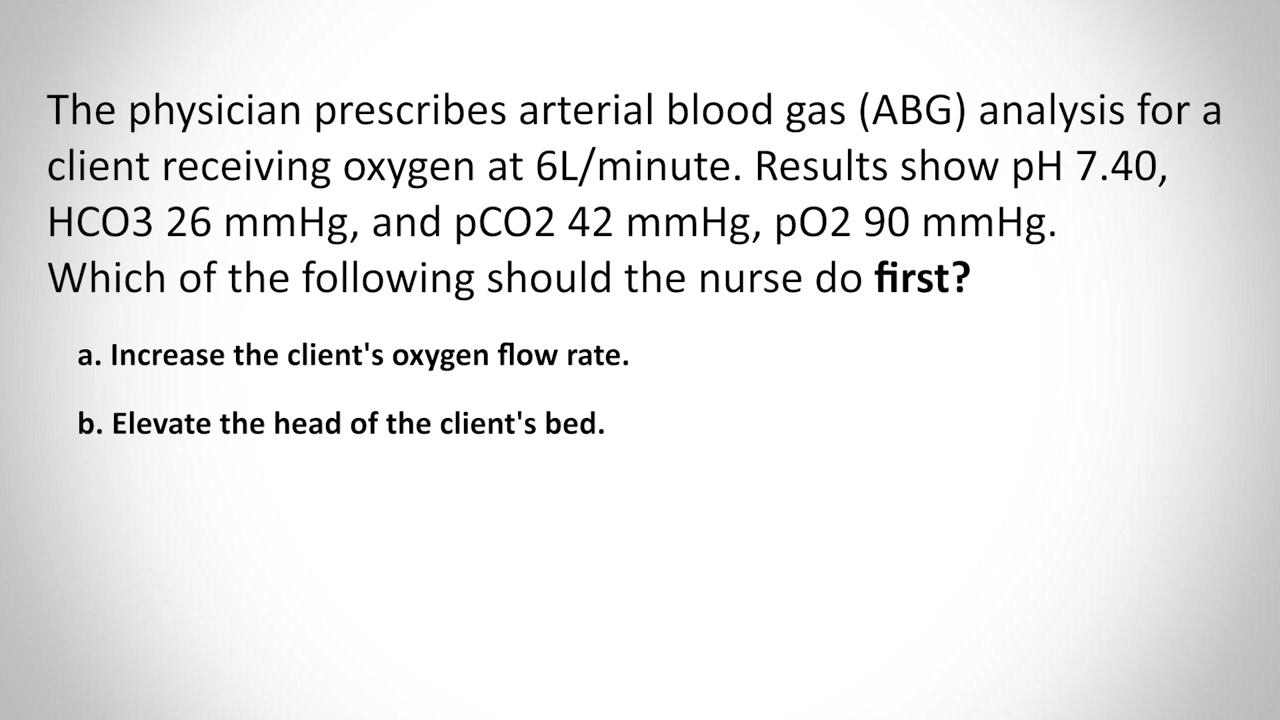 The physician prescribes arterial blood gas (ABG) analysis for a
client receiving oxygen at 6L/minute. Results show pH 7.40,
HCO3 26 mmHg, and pCO2 42 mmHg, pO2 90 mmHg.
Which of the following should the nurse do first?
a. Increase the client's oxygen flow rate.
b. Elevate the head of the client's bed.